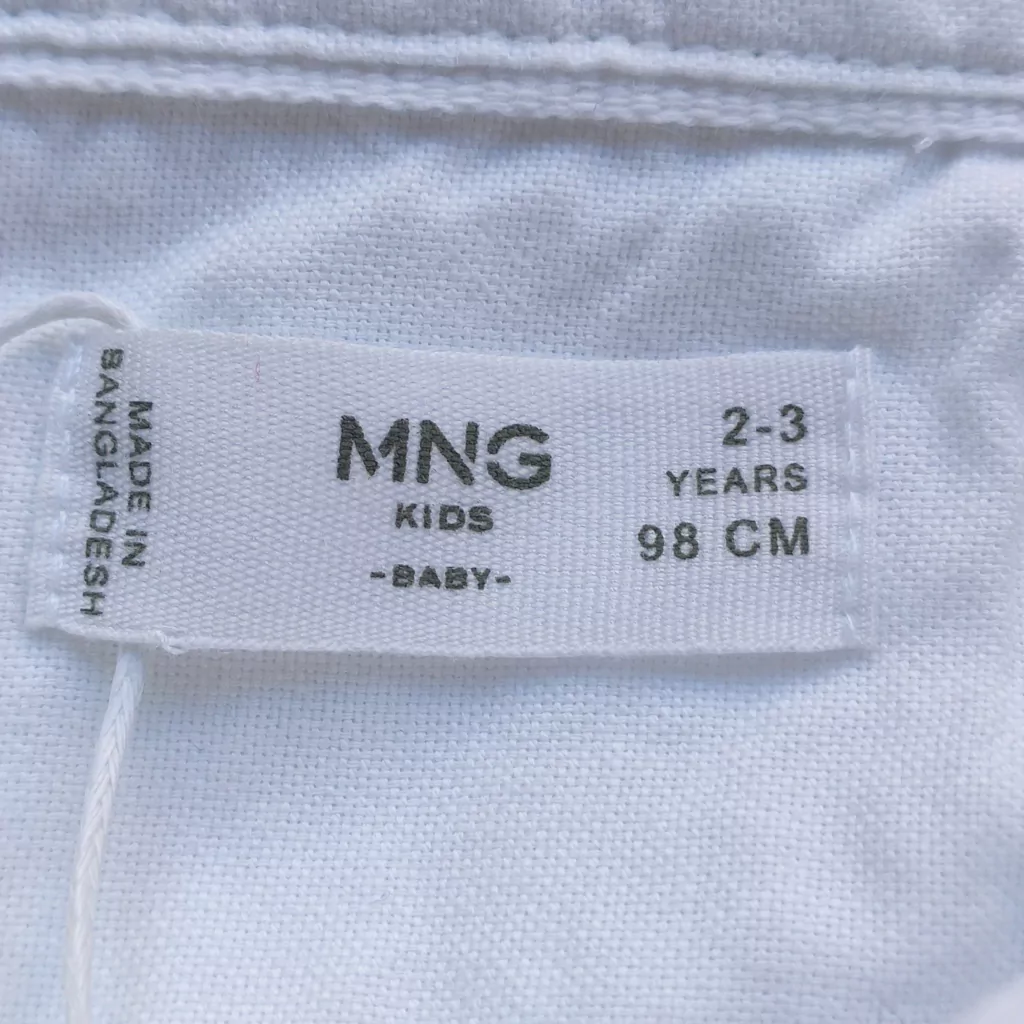 MADE IN
BANGLADESH
MNG
KIDS
-BABY-
2-3
YEARS
98 CM